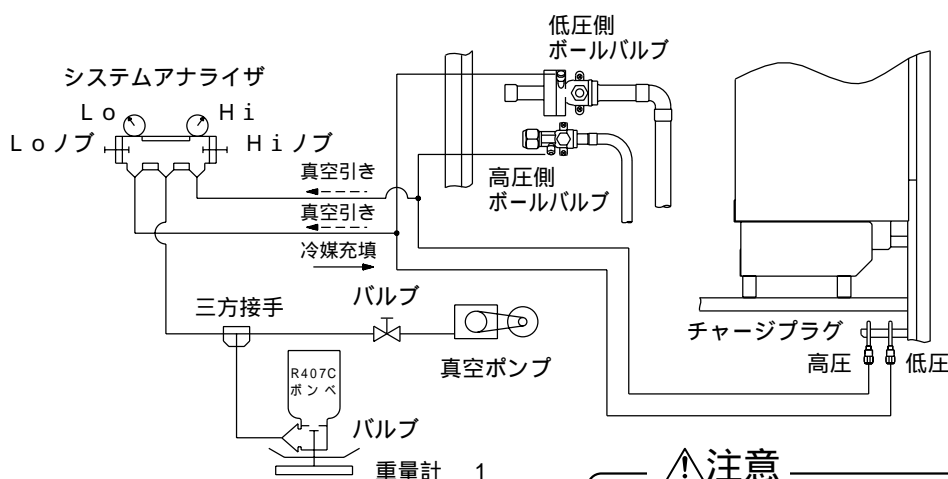 低圧側
ボールバルブ
システムアナライザ
Lo
Hi
Loノブ
Hiノブ
真空引き
真空引き
冷媒充填
高圧側
ボールバルブ
三方接手
バルブ
真空ポンプ
チャージプラグ
高圧
低圧
R407C
ボンベ
バルブ
重量計 1
注意